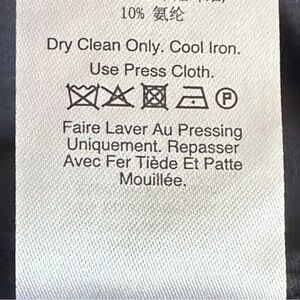 10% 氨纶
Dry Clean Only. Cool Iron.
Use Press Cloth.
P
Faire Laver Au Pressing
Uniquement. Repasser
Avec Fer Tiède Et Patte
Mouillée.